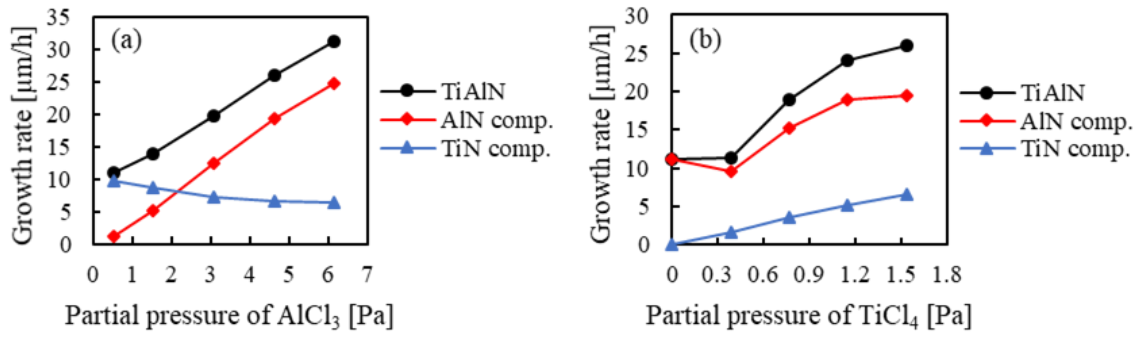 (a)
Growth rate [μm/h]
35
30
25
20
15
10
5
0
0 1 2 3 4 5 6 7
Partial pressure of AlCl₃ [Pa]
TiAlN
AlN comp.
TiN comp.
(b)
Growth rate [μm/h]
30
25
20
15
10
5
0
0 0.3 0.6 0.9 1.2 1.5 1.8
Partial pressure of TiCl₄ [Pa]
TiAlN
AlN comp.
TiN comp.